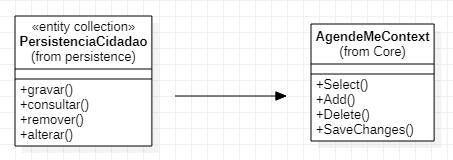 «entity collection»
PersistenciaCidadao
(from persistence)
+gravar()
+consultar()
+remover()
+alterar()
AgendeMeContext
(from Core)
+Select()
+Add()
+Delete()
+SaveChanges()